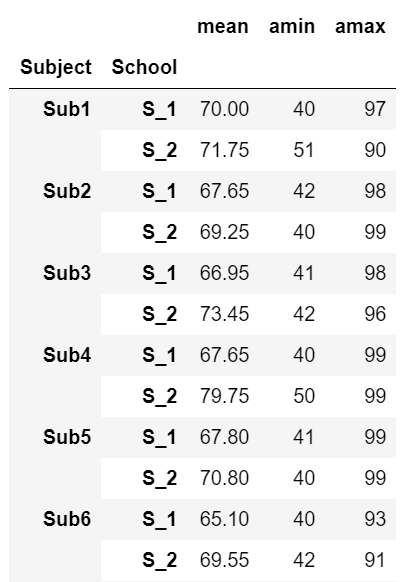 mean amin amax
Subject School
Sub1 S_1 70.00 40 97
S_2 71.75 51 90
Sub2 S_1 67.65 42 98
S_2 69.25 40 99
Sub3 S_1 66.95 41 98
S_2 73.45 42 96
Sub4 S_1 67.65 40 99
S_2 79.75 50 99
Sub5 S_1 67.80 41 99
S_2 70.80 40 99
Sub6 S_1 65.10 40 93
S_2 69.55 42 91